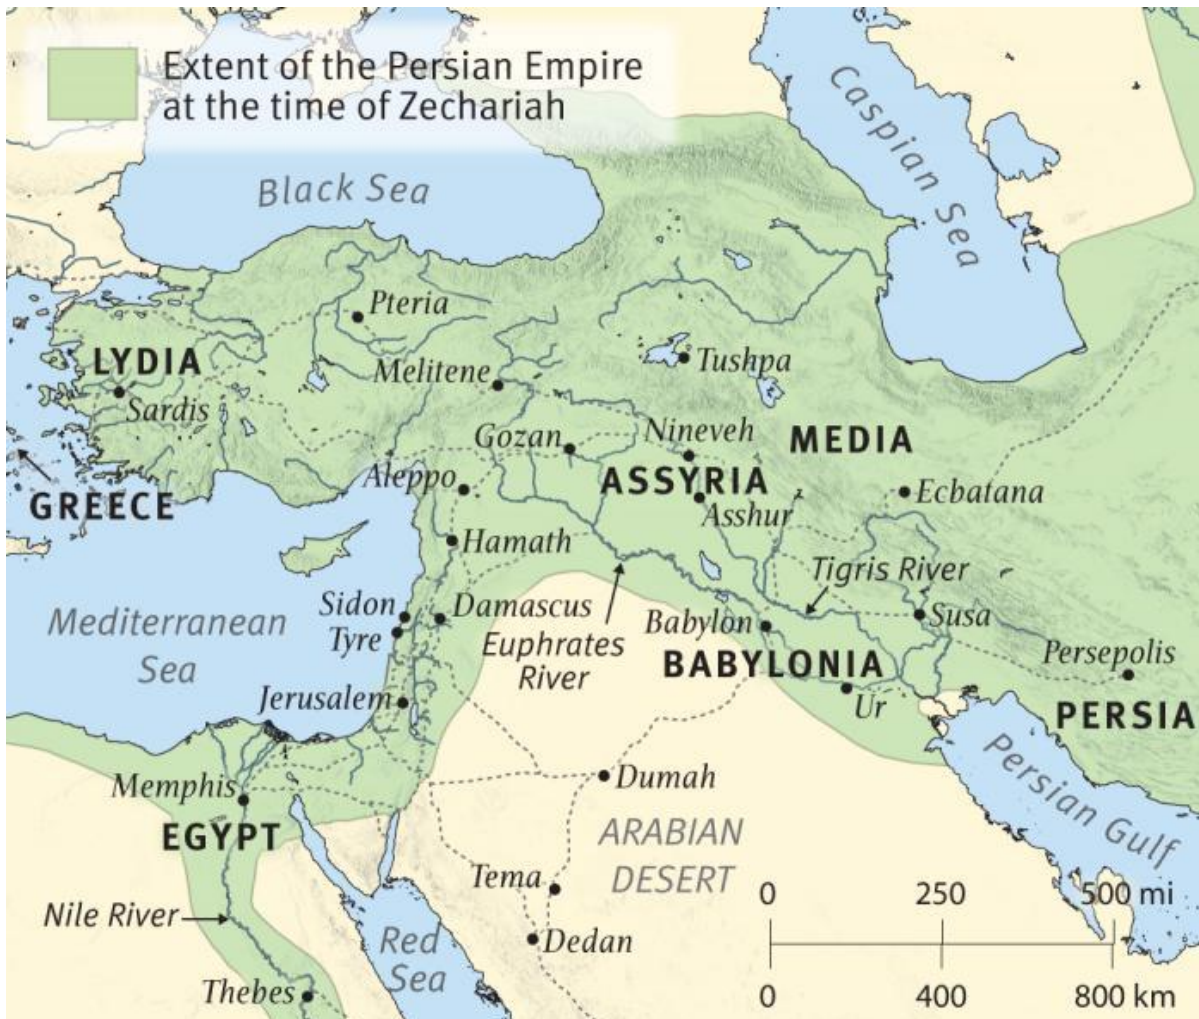 Extent of the Persian Empire
at the time of Zechariah
Caspian Sea
Black Sea
Pteria
LYDIA
Sardis
Melitene
Tushpa
Gozan
Nineveh
MEDIA
GREECE
Aleppo
ASSYRIA
Asshur
Ecbatana
Hamath
Tigris River
Mediterranean
Sea
Sidon
Tyre
Damascus
Euphrates
River
Babylon
BABYLONIA
Susa
Persepolis
Jerusalem
Ur
PERSIA
Persian Gulf
Memphis
EGYPT
Dumah
ARABIAN
DESERT
Tema
Nile River
Red
Sea
Dedan
Thebes
0 250 500 mi
0 400 800 km